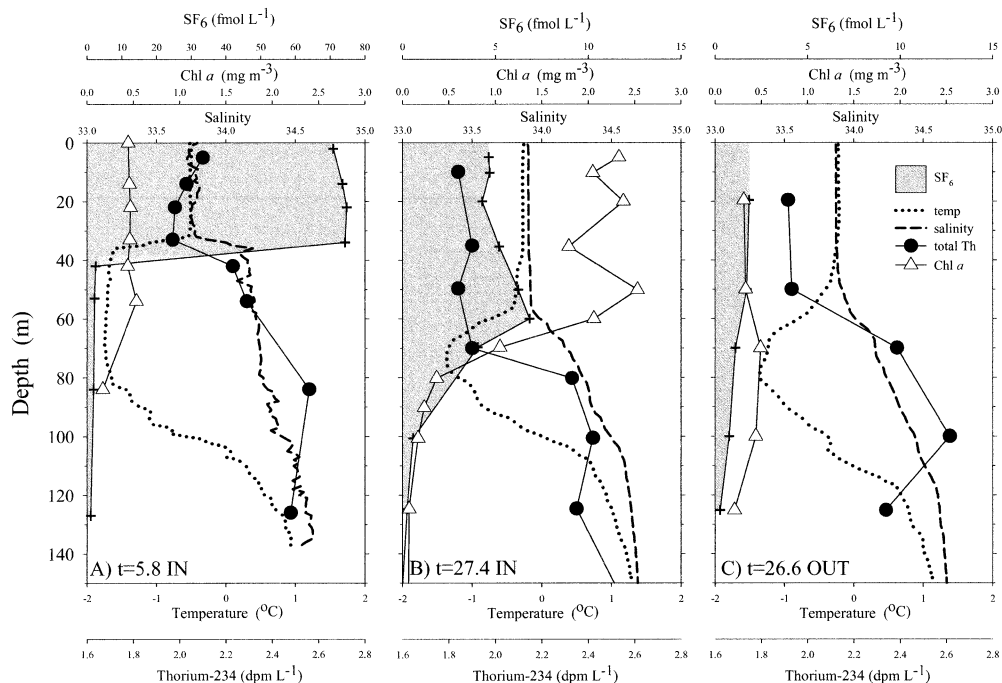 SF6 (fmol L-1)
0 15 30 45 60 75
Chl a (mg m-3)
0.0 0.5 1.0 1.5 2.0 2.5 3.0
Salinity
33.0 33.5 34.0 34.5 35.0
SF6 (fmol L-1)
0 5 10 15
Chl a (mg m-3)
0.0 0.5 1.0 1.5 2.0 2.5 3.0
Salinity
33.0 33.5 34.0 34.5 35.0
SF6 (fmol L-1)
0 5 10 15
Chl a (mg m-3)
0.0 0.5 1.0 1.5 2.0 2.5 3.0
Salinity
33.0 33.5 34.0 34.5 35.0
Depth (m)
0
20
40
60
80
100
120
140
SF6
temp
salinity
total Th
Chl a
A) t=5.8 IN
B) t=27.4 IN
C) t=26.6 OUT
-2 -1 0 1 2
Temperature (°C)
1.6 1.8 2.0 2.2 2.4 2.6 2.8
Thorium-234 (dpm L-1)
-2 -1 0 1 2
Temperature (°C)
1.6 1.8 2.0 2.2 2.4 2.6 2.8
Thorium-234 (dpm L-1)
-2 -1 0 1 2
Temperature (°C)
1.6 1.8 2.0 2.2 2.4 2.6 2.8
Thorium-234 (dpm L-1)